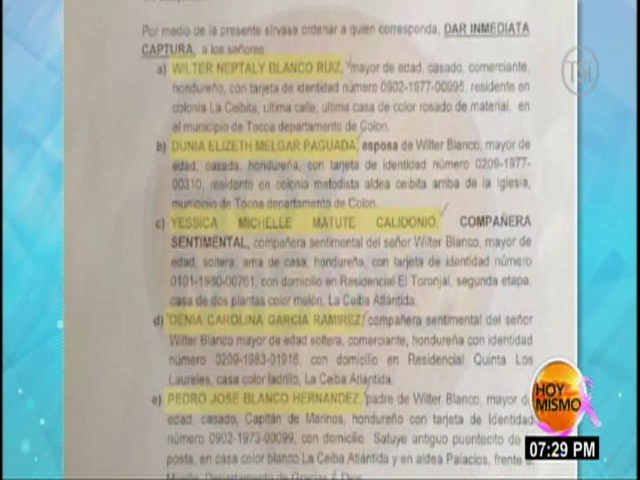 Por medio de la presente sírvase ordenar a quien corresponda, DAR INMEDIATA
CAPTURA, a los señores:
a) WILTER NEPTALY BLANCO RUIZ, mayor de edad, casado, comerciante,
hondureño, con tarjeta de identidad número 0902-1977-00095, residente en
colonia La Ceibita, ultima calle, ultima casa de color rosado de material, en
el municipio de Tocoa departamento de Colon.
b) DUNIA ELIZETH MELGAR PAGUADA, esposa de Wilter Blanco, mayor de
edad, casada, hondureña, con tarjeta de identidad número 0209-1977-
00310, residente en colonia metodista aldea ceibita arriba de la iglesia,
municipio de Tocoa departamento de Colon.
c) YESSICA MICHELLE MATUTE CALIDONIO, COMPAÑERA
SENTIMENTAL, compañera sentimental del señor Wilter Blanco, mayor de
edad, soltera, ama de casa, hondureña, con tarjeta de identidad número
0101-1980-00761, con domicilio en Residencial El Toronjal, segunda etapa,
casa de dos plantas color melón, La Ceiba Atlántida.
d) DENIA CAROLINA GARCIA RAMIREZ, compañera sentimental del señor
Wilter Blanco mayor de edad soltera, comerciante, hondureño con identidad
número 0209-1983-01916, con domicilio en Residencial Quinta Los
Laureles, casa color ladrillo, La Ceiba Atlántida.
e) PEDRO JOSE BLANCO HERNANDEZ, padre de Wilter Blanco, mayor de
edad, casado, Capitán de Marinos, hondureño con tarjeta de Identidad
número 0902-1973-00099, con domicilio Satuye antiguo puentecito de
posta, en casa color blanco La Ceiba Atlántida y en aldea Palacios, frente
Departamento de Gracias A Dios
HOY
MISMO
07:29 PM